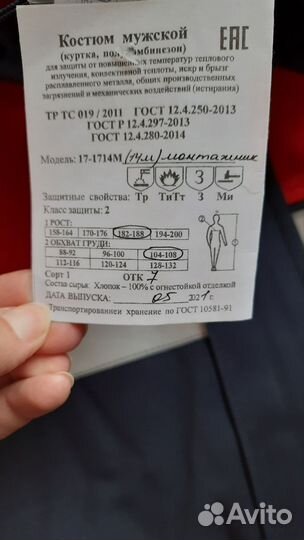 Костюм мужской
EAC
(куртка, полукомбинезон)
для защиты от повышенных температур теплового
излучения, конвективной теплоты, искр и брызг
расплавленного металла, общих производственных
загрязнений и механических воздействий (истирания)
ТР ТС 019 / 2011 ГОСТ 12.4.250-2013
ГОСТ Р 12.4.297-2013
ГОСТ 12.4.280-2014
Модель: 17-1714М (14м) монтажник
Защитные свойства: Тр ТиТт З Ми
Класс защиты: 2
1 РОСТ:
158-164 170-176 182-188 194-200
2 ОБХВАТ ГРУДИ:
88-92 96-100 104-108
112-116 120-124 128-132
Сорт 1 ОТК 7
Состав сырья: Хлопок – 100% с огнестойкой отделкой
ДАТА ВЫПУСКА: 05 2021 г.
Транспортирование и хранение по ГОСТ 10581-91
Avito